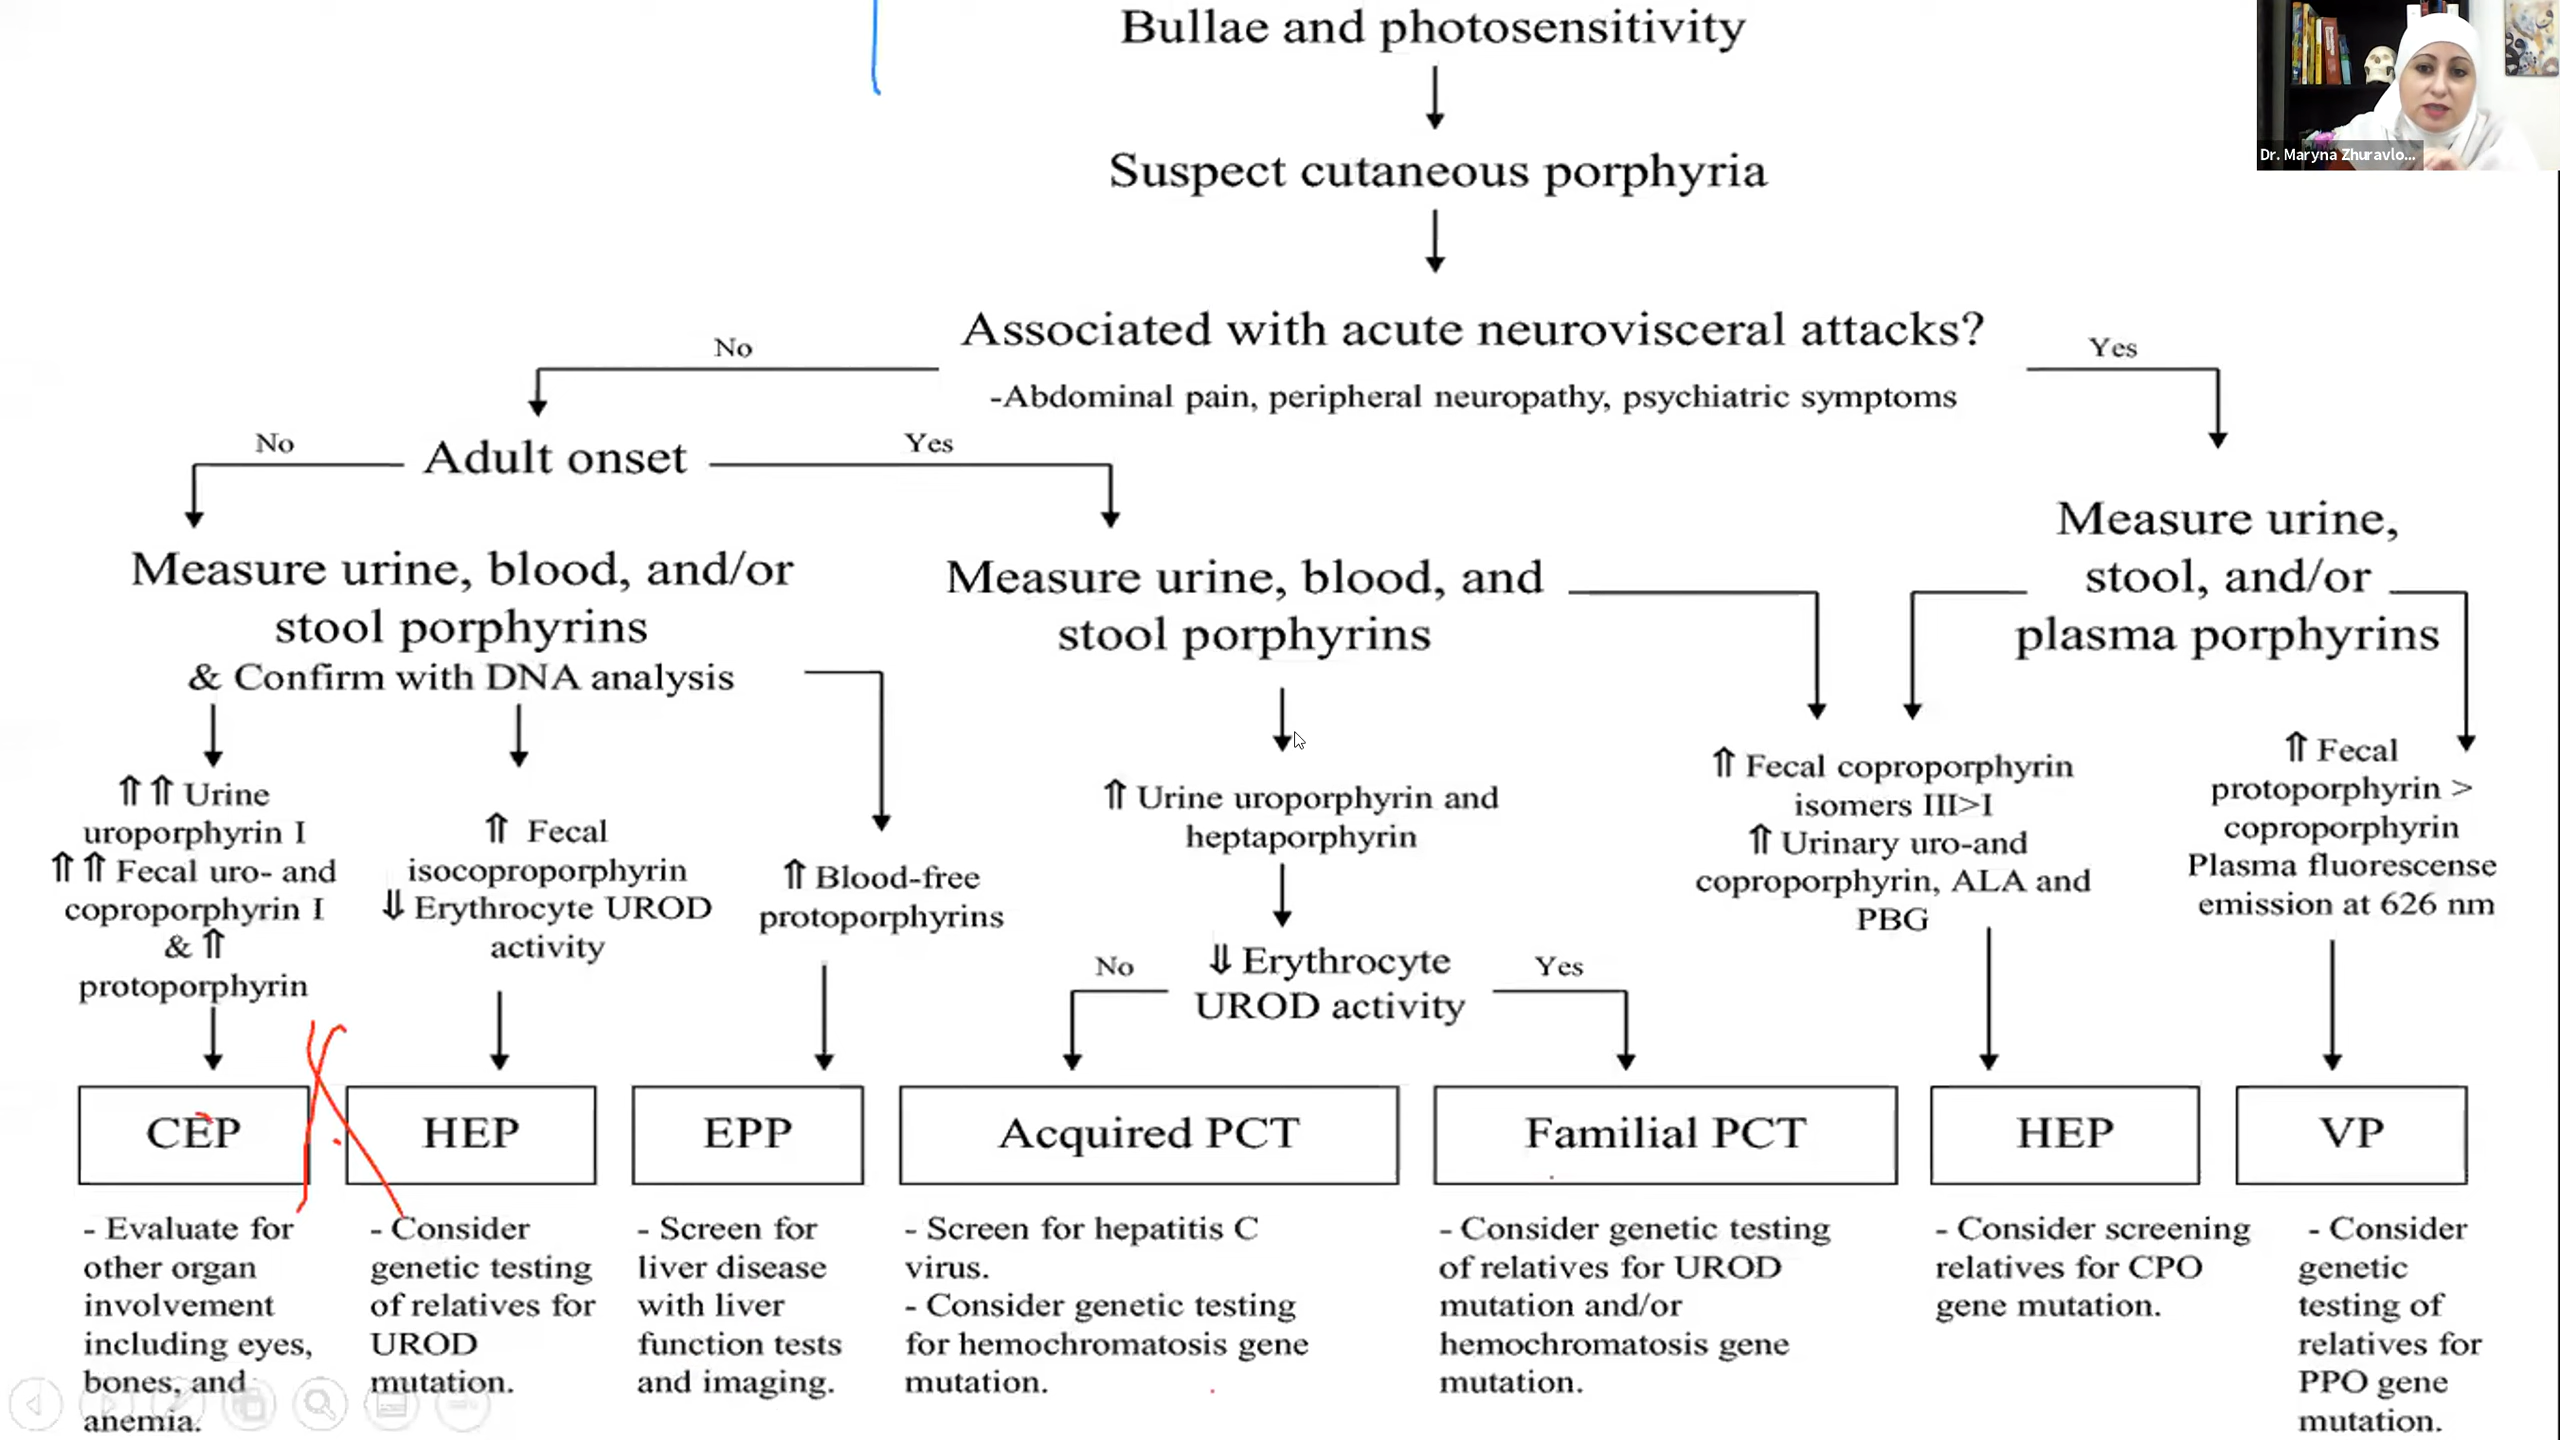 Bullae and photosensitivity
Dr. Maryna Zhuravlo...
Suspect cutaneous porphyria
Associated with acute neurovisceral attacks?
-Abdominal pain, peripheral neuropathy, psychiatric symptoms
No
Yes
Adult onset
No
Yes
Measure urine, blood, and/or
stool porphyrins
& Confirm with DNA analysis
Measure urine, blood, and
stool porphyrins
Measure urine,
stool, and/or
plasma porphyrins
⇑⇑ Urine
uroporphyrin I
⇑⇑ Fecal uro- and
coproporphyrin I
& ⇑
protoporphyrin
⇑ Fecal
isocoproporphyrin
⇓ Erythrocyte UROD
activity
⇑ Blood-free
protoporphyrins
⇑ Urine uroporphyrin and
heptaporphyrin
No
⇓ Erythrocyte
UROD activity
Yes
⇑ Fecal coproporphyrin
isomers III>I
⇑ Urinary uro-and
coproporphyrin, ALA and
PBG
⇑ Fecal
protoporphyrin >
coproporphyrin
Plasma fluorescense
emission at 626 nm
CEP
HEP
EPP
Acquired PCT
Familial PCT
HEP
VP
- Evaluate for
other organ
involvement
including eyes,
bones, and
anemia.
- Consider
genetic testing
of relatives for
UROD
mutation.
- Screen for
liver disease
with liver
function tests
and imaging.
- Screen for hepatitis C
virus.
- Consider genetic testing
for hemochromatosis gene
mutation.
- Consider genetic testing
of relatives for UROD
mutation and/or
hemochromatosis gene
mutation.
- Consider screening
relatives for CPO
gene mutation.
- Consider
genetic
testing of
relatives for
PPO gene
mutation.